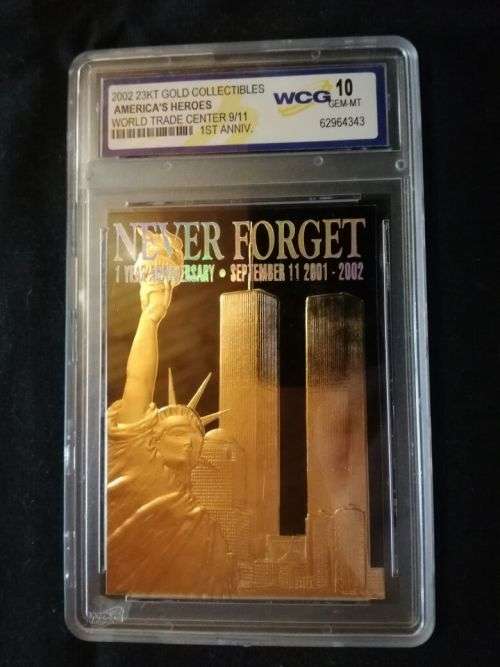 2002 23KT GOLD COLLECTIBLES
AMERICA'S HEROES
WORLD TRADE CENTER 9/11
1ST ANNIV.
WCG 10
GEM-MT
62964343
NEVER FORGET
1 YEAR ANNIVERSARY • SEPTEMBER 11 2001 - 2002